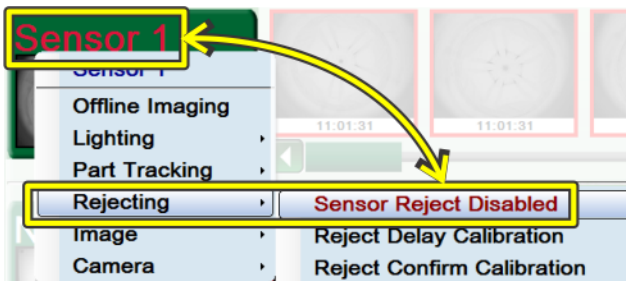 Sensor 1
Sensor 1
Offline Imaging
Lighting
Part Tracking
Rejecting
Image
Camera
11:01:31
11:01:31
Sensor Reject Disabled
Reject Delay Calibration
Reject Confirm Calibration